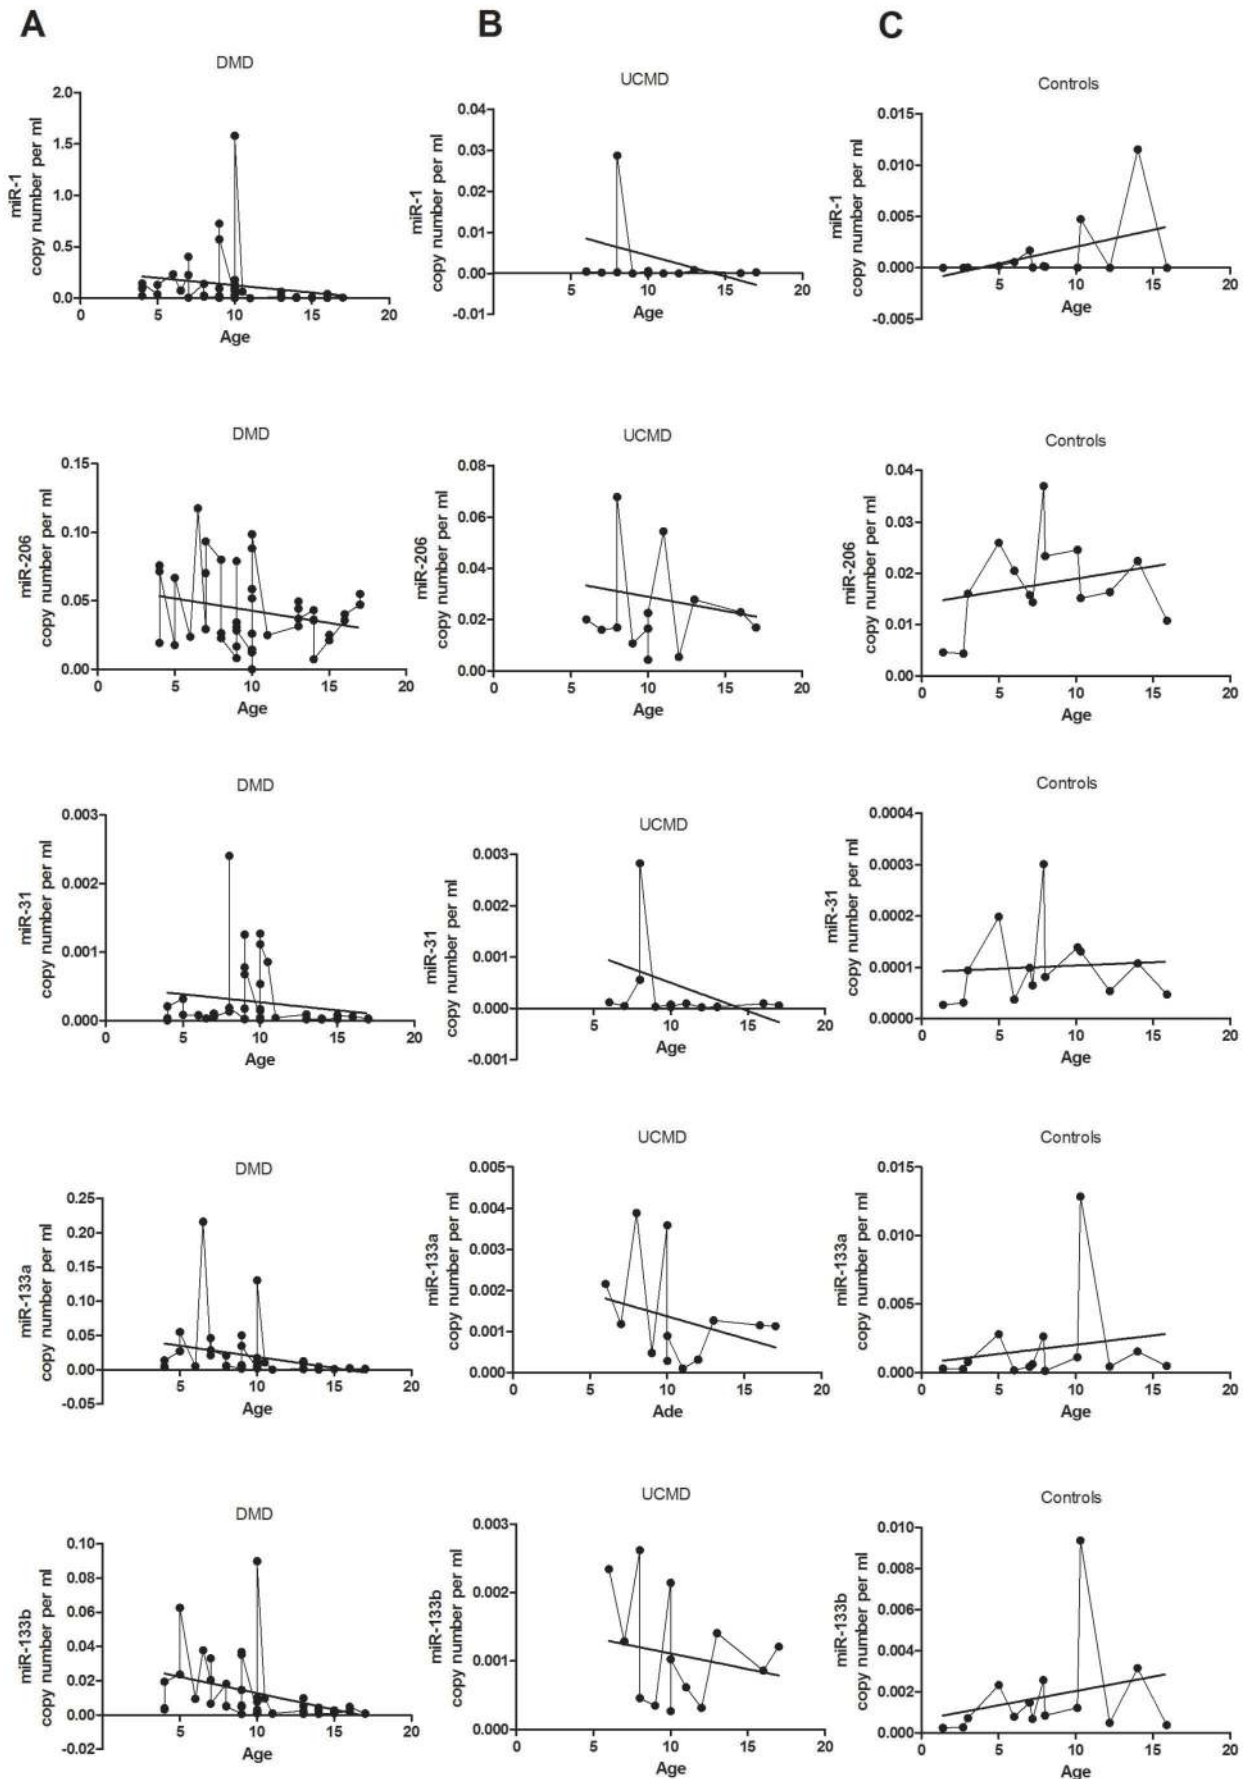 A
B
C
DMD
miR-1
copy number per ml
2.0
1.5
1.0
0.5
0.0
0 5 10 15 20
Age
UCMD
miR-1
copy number per ml
0.04
0.03
0.02
0.01
0.00
-0.01
5 10 15 20
Age
Controls
miR-1
copy number per ml
0.015
0.010
0.005
0.000
-0.005
5 10 15 20
Age
DMD
miR-206
copy number per ml
0.15
0.10
0.05
0.00
0 5 10 15 20
Age
UCMD
miR-206
copy number per ml
0.08
0.06
0.04
0.02
0.00
0 5 10 15 20
Age
Controls
miR-206
copy number per ml
0.04
0.03
0.02
0.01
0.00
0 5 10 15 20
Age
DMD
miR-31
copy number per ml
0.003
0.002
0.001
0.000
0 5 10 15 20
Age
UCMD
miR-31
copy number per ml
0.003
0.002
0.001
0.000
-0.001
5 10 15 20
Age
Controls
miR-31
copy number per ml
0.0004
0.0003
0.0002
0.0001
0.0000
0 5 10 15 20
Age
DMD
miR-133a
copy number per ml
0.25
0.20
0.15
0.10
0.05
0.00
-0.05
5 10 15 20
Age
UCMD
miR-133a
copy number per ml
0.005
0.004
0.003
0.002
0.001
0.000
0 5 10 15 20
Ade
Controls
miR-133a
copy number per ml
0.015
0.010
0.005
0.000
0 5 10 15 20
Age
DMD
miR-133b
copy number per ml
0.10
0.08
0.06
0.04
0.02
0.00
-0.02
5 10 15 20
Age
UCMD
miR-133b
copy number per ml
0.003
0.002
0.001
0.000
0 5 10 15 20
Age
Controls
miR-133b
copy number per ml
0.010
0.008
0.006
0.004
0.002
0.000
0 5 10 15 20
Age